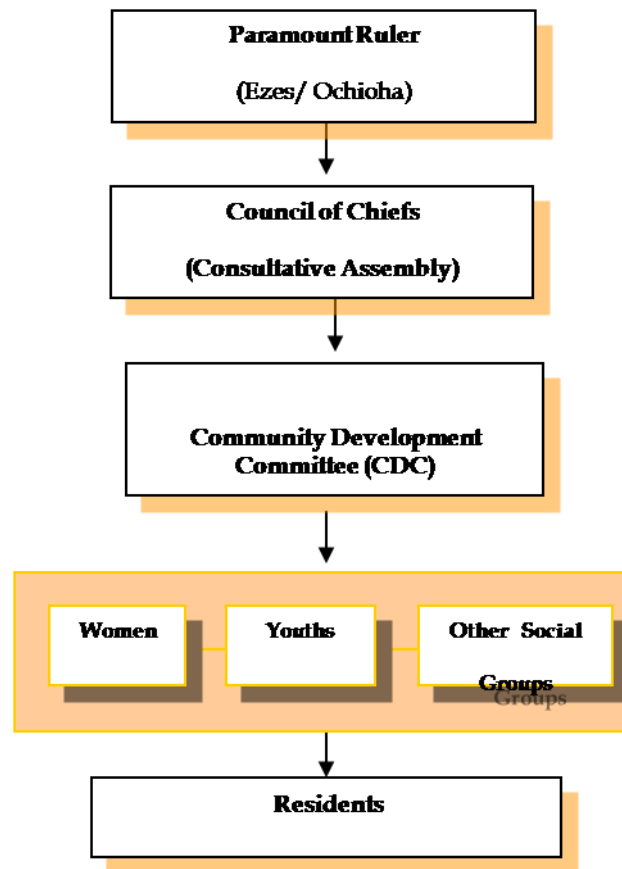 Paramount Ruler
(Ezes/ Ochioha)
Council of Chiefs
(Consultative Assembly)
Community Development
Committee (CDC)
Women
Youths
Other Social
Groups
Residents